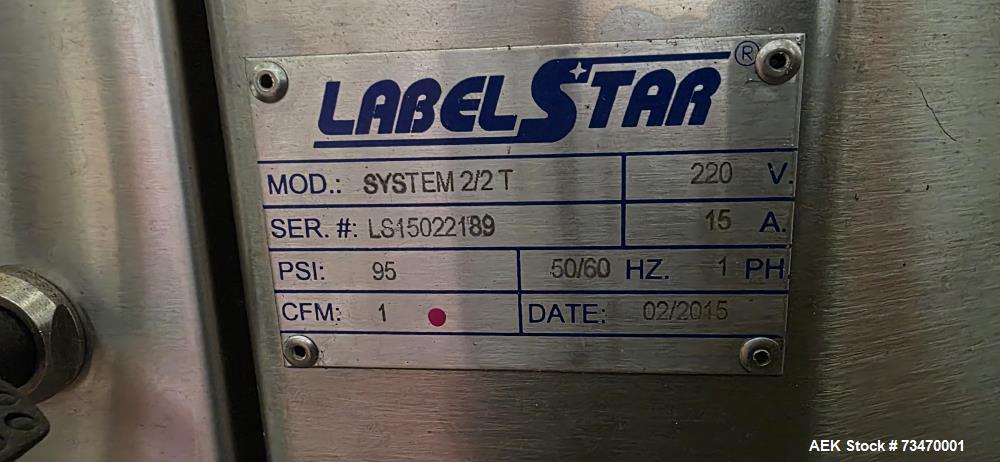 LABELSTAR®
MOD.: SYSTEM 2/2 T 220 V.
SER. #: LS15022189 15 A.
PSI: 95 50/60 HZ. 1 PH.
CFM: 1 DATE: 02/2015
AEK Stock # 73470001